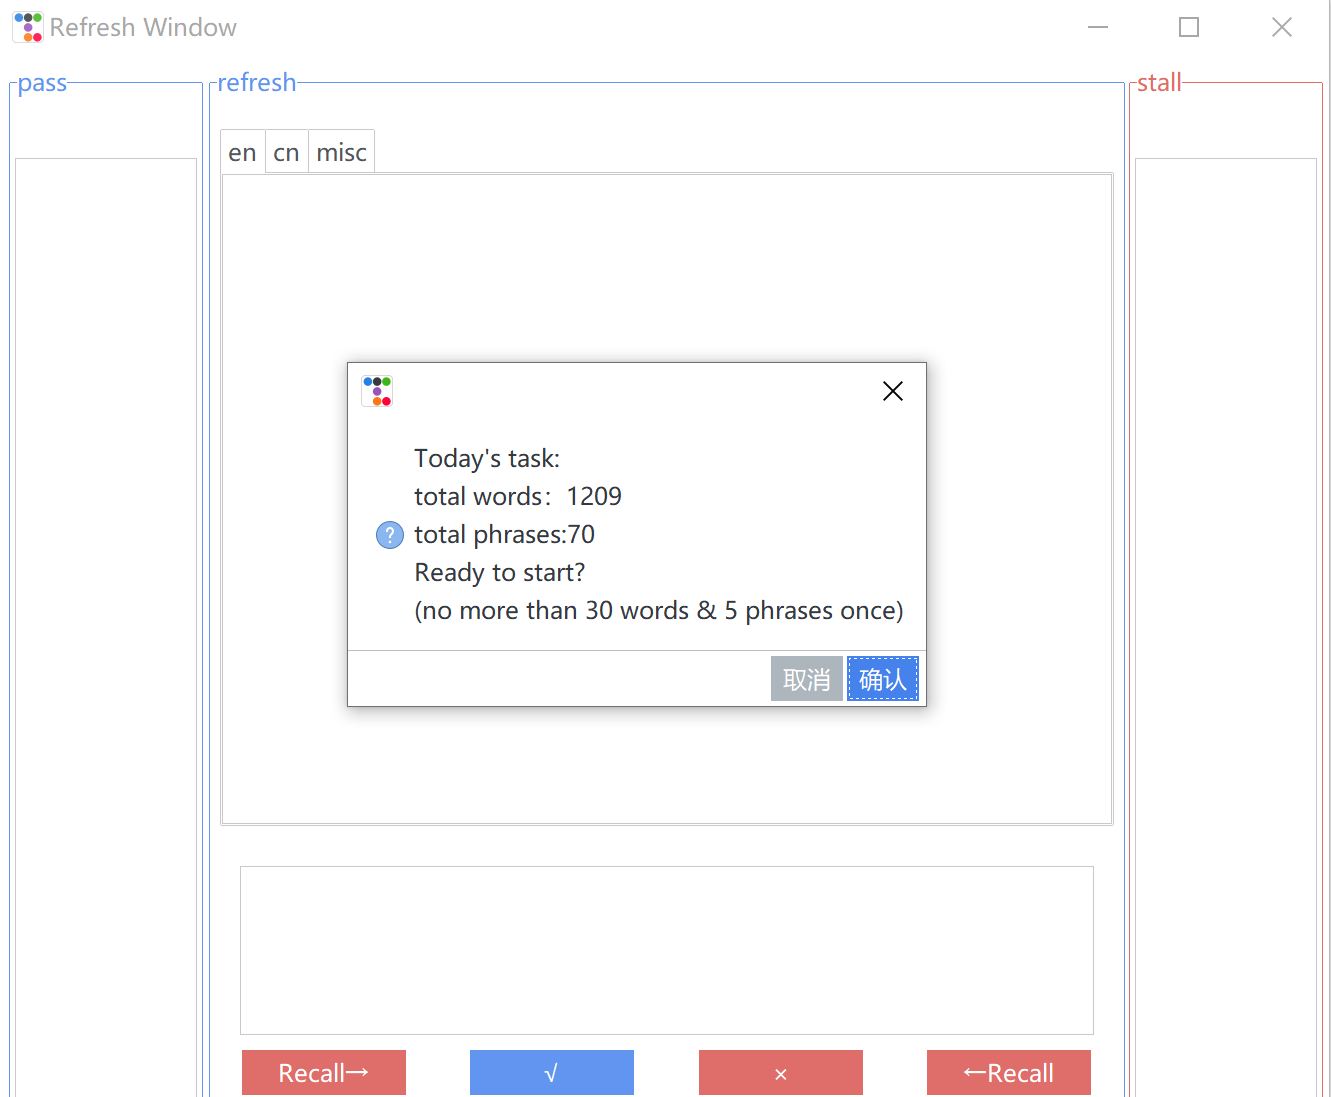 Refresh Window
pass
refresh
stall
en
cn
misc
Today's task:
total words：1209
total phrases:70
Ready to start?
(no more than 30 words & 5 phrases once)
取消
确认
Recall→
√
×
←Recall